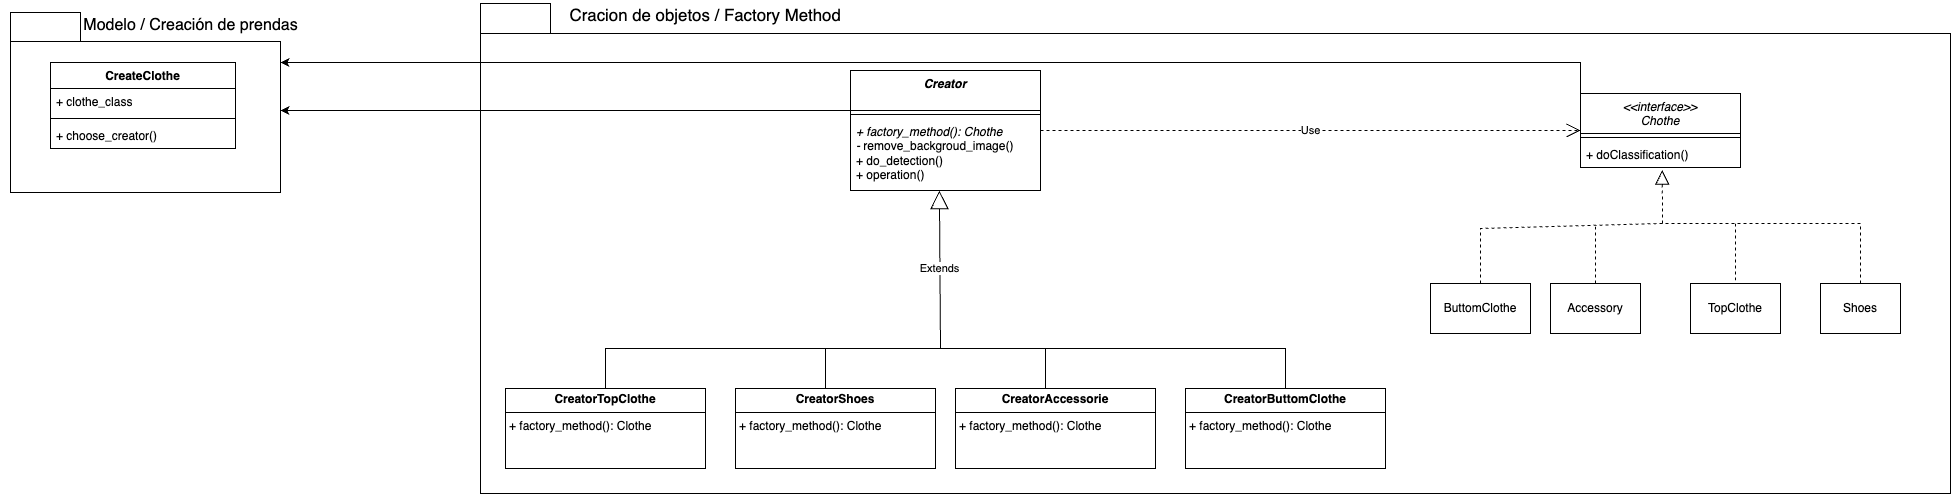 Modelo / Creación de prendas
CreateClothe
+ clothe_class
+ choose_creator()
Cracion de objetos / Factory Method
Creator
+ factory_method(): Chothe
- remove_backgroud_image()
+ do_detection()
+ operation()
Use
<<interface>>
Chothe
+ doClassification()
Extends
ButtomClothe
Accessory
TopClothe
Shoes
CreatorTopClothe
+ factory_method(): Clothe
CreatorShoes
+ factory_method(): Clothe
CreatorAccessorie
+ factory_method(): Clothe
CreatorButtomClothe
+ factory_method(): Clothe